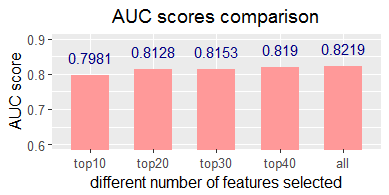 AUC scores comparison
AUC score
0.9
0.8
0.7
0.6
0.7981 0.8128 0.8153 0.819 0.8219
top10 top20 top30 top40 all
different number of features selected